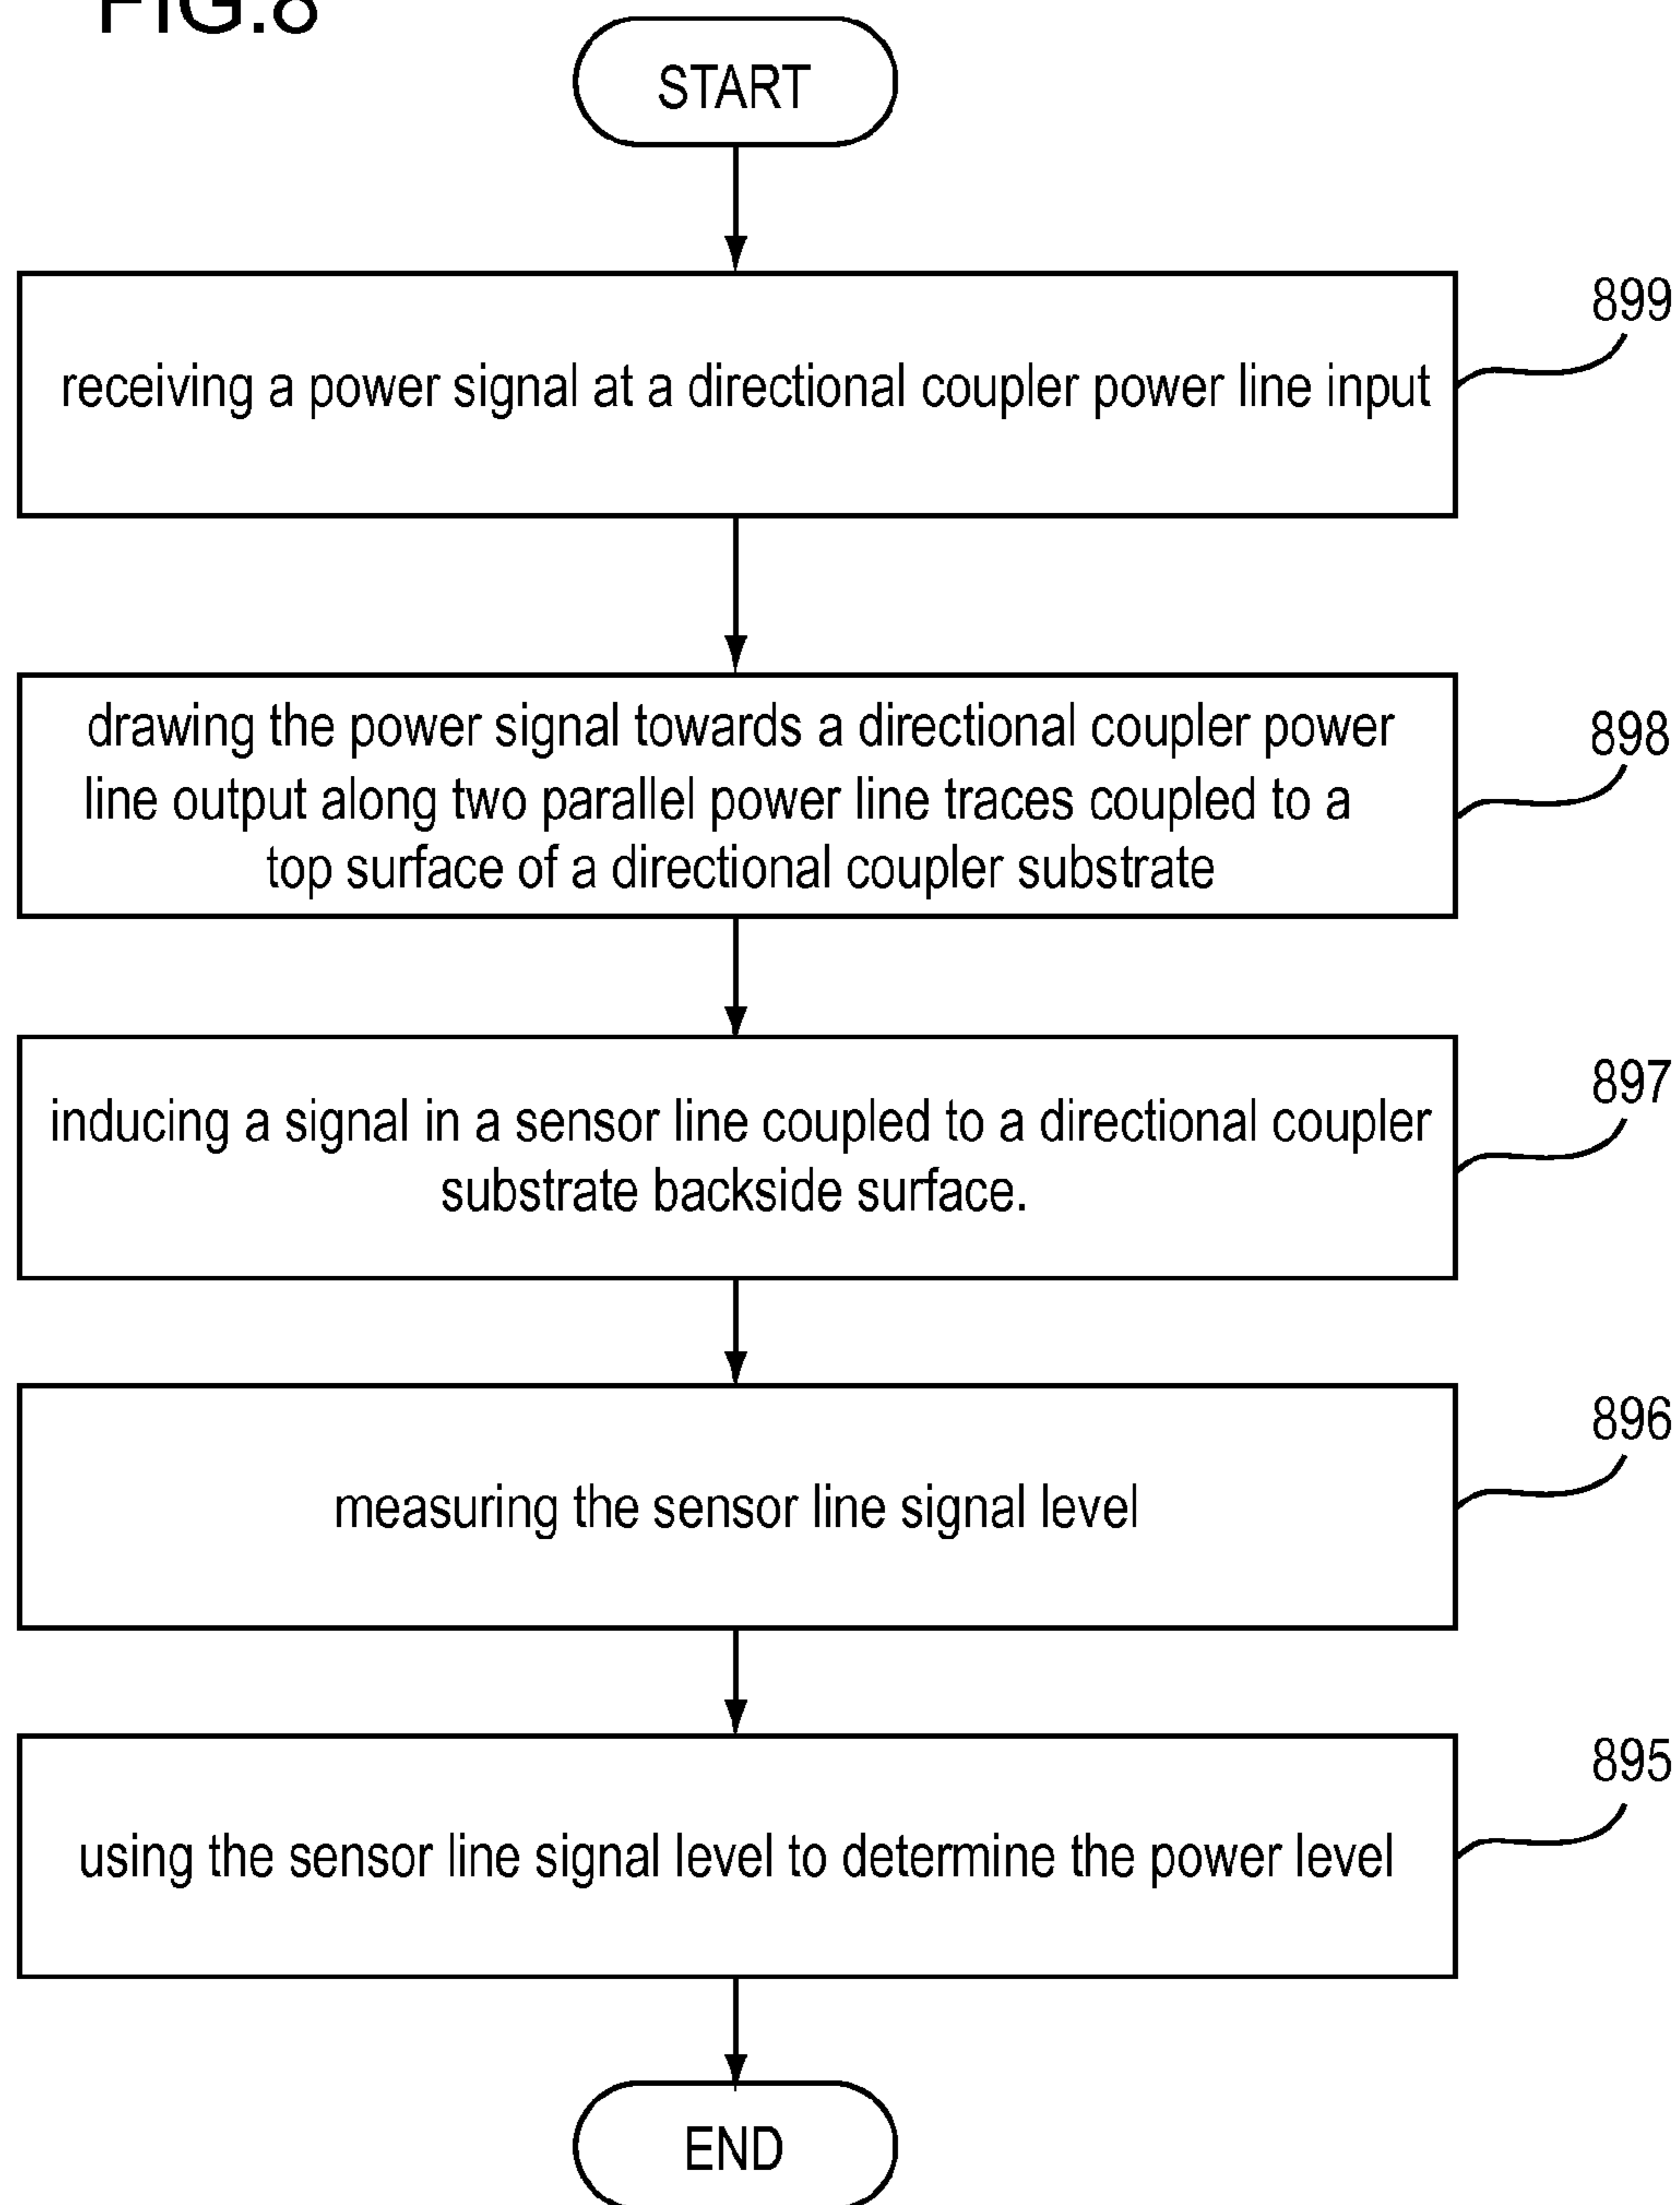 FIG.8
START
receiving a power signal at a directional coupler power line input
899
drawing the power signal towards a directional coupler power
line output along two parallel power line traces coupled to a
top surface of a directional coupler substrate
898
inducing a signal in a sensor line coupled to a directional coupler
substrate backside surface.
897
measuring the sensor line signal level
896
using the sensor line signal level to determine the power level
895
END